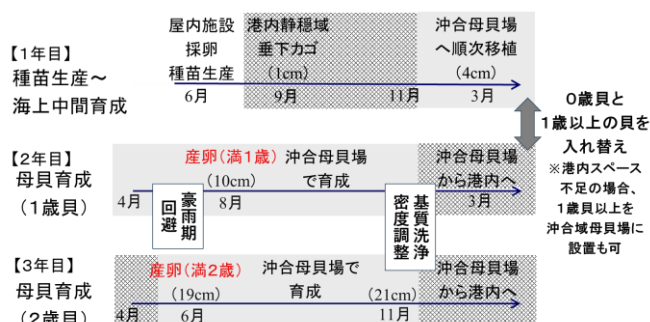 【1年目】
種苗生産～
海上中間育成
屋内施設
採卵
種苗生産
6月
港内静穏域
垂下カゴ
(1cm)
9月
11月
沖合母貝場
へ順次移植
(4cm)
3月
0歳貝と
1歳以上の貝を
入れ替え
※港内スペース
不足の場合、
1歳貝以上を
沖合域母貝場に
設置も可
【2年目】
母貝育成
(1歳貝)
4月
豪雨期
回避
産卵(満1歳)
(10cm)
8月
沖合母貝場
で育成
基質洗浄
密度調整
沖合母貝場
から港内へ
3月
【3年目】
母貝育成
(2歳貝)
4月
産卵(満2歳)
(19cm)
6月
沖合母貝場で
育成
(21cm)
11月
沖合母貝場
から港内へ